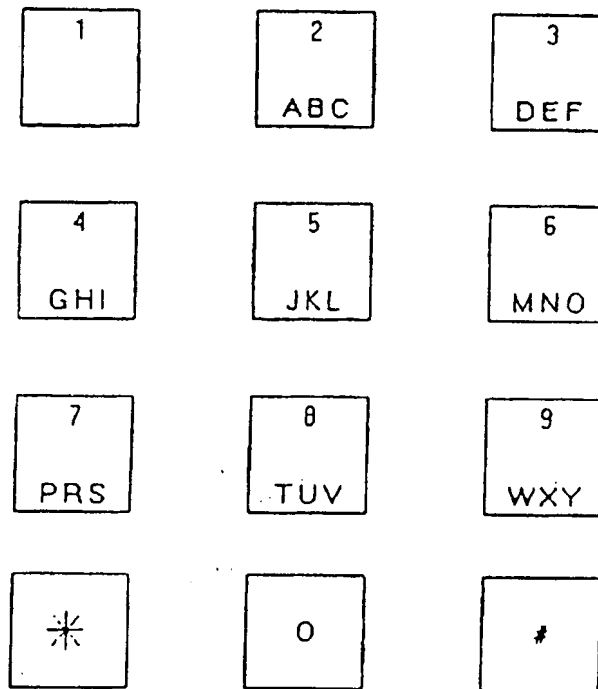 1 2 3
ABC DEF
4 5 6
GHI JKL MNO
7 8 9
PRS TUV WXY
* 0 #